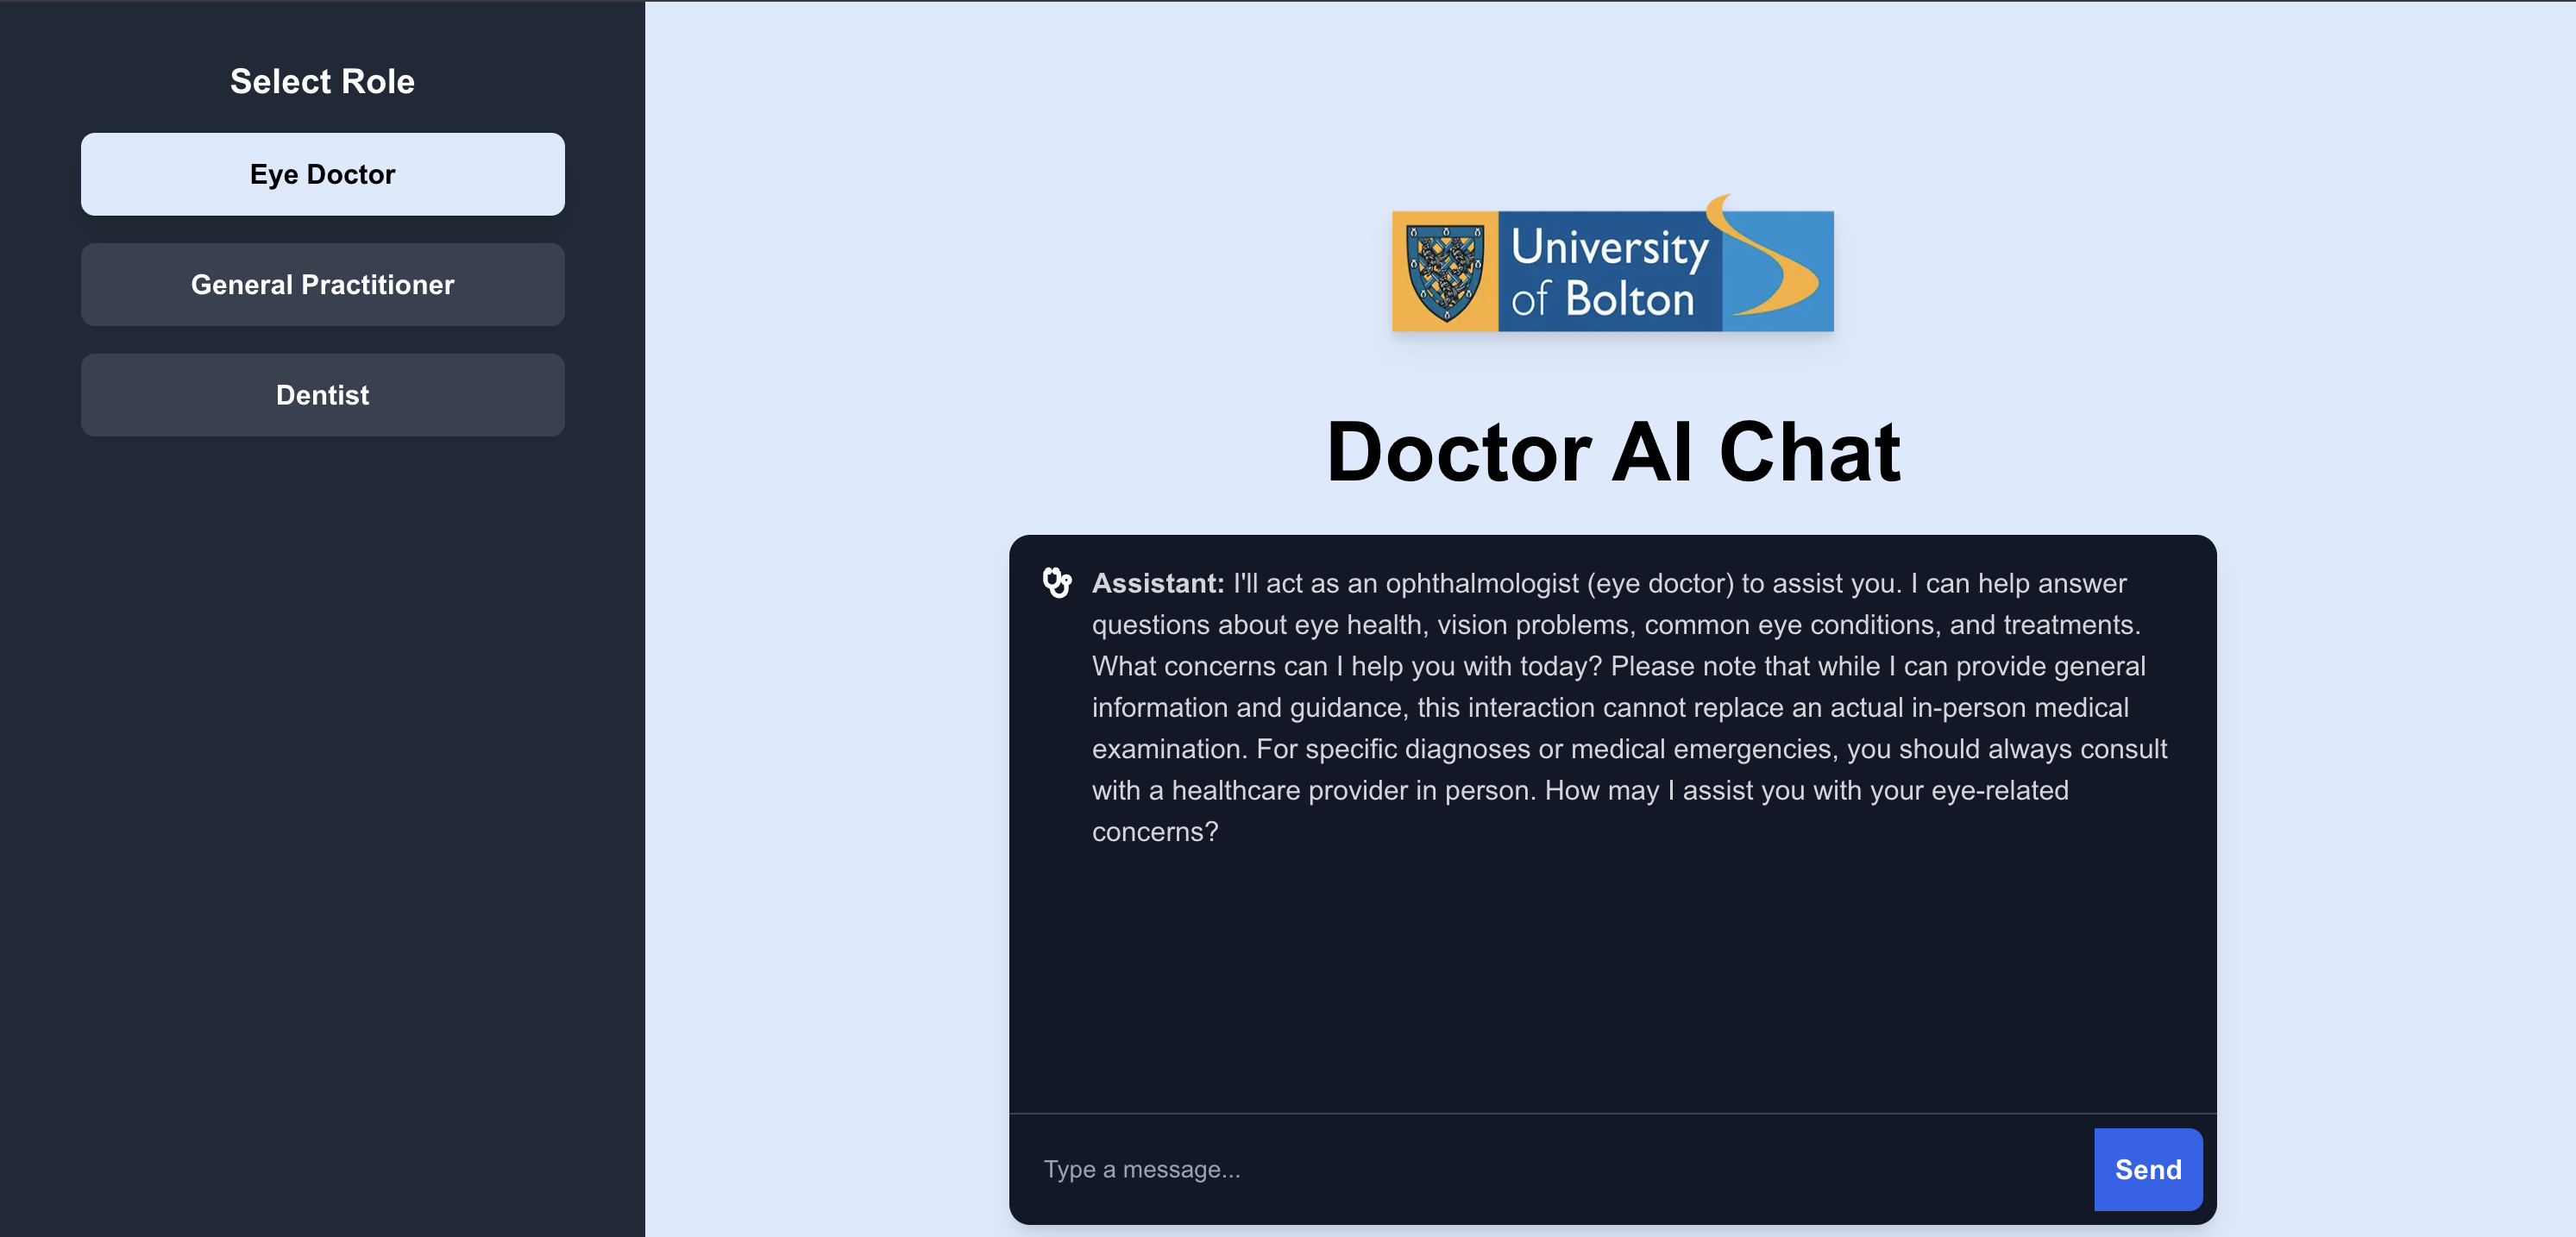 Select Role
Eye Doctor
General Practitioner
Dentist
University
of Bolton
Doctor AI Chat
Assistant: I'll act as an ophthalmologist (eye doctor) to assist you. I can help answer
questions about eye health, vision problems, common eye conditions, and treatments.
What concerns can I help you with today? Please note that while I can provide general
information and guidance, this interaction cannot replace an actual in-person medical
examination. For specific diagnoses or medical emergencies, you should always consult
with a healthcare provider in person. How may I assist you with your eye-related
concerns?
Type a message...
Send